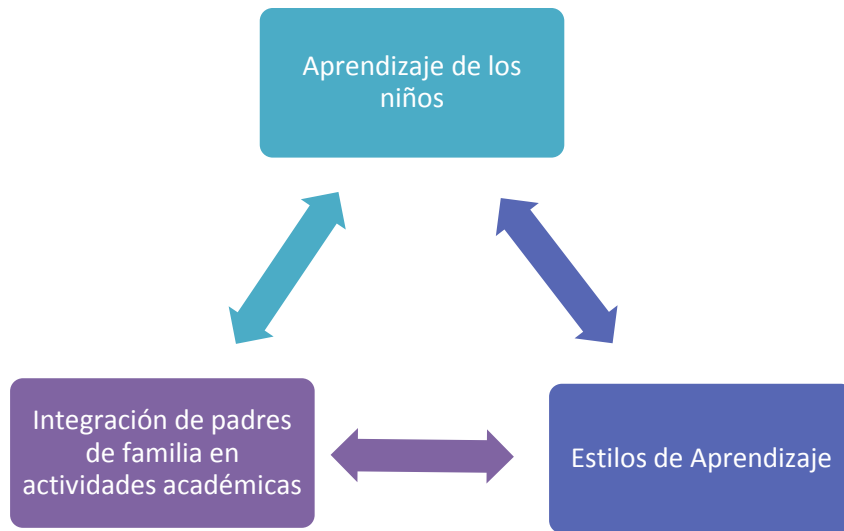 Aprendizaje de los
niños
Integración de padres
de familia en
actividades académicas
Estilos de Aprendizaje